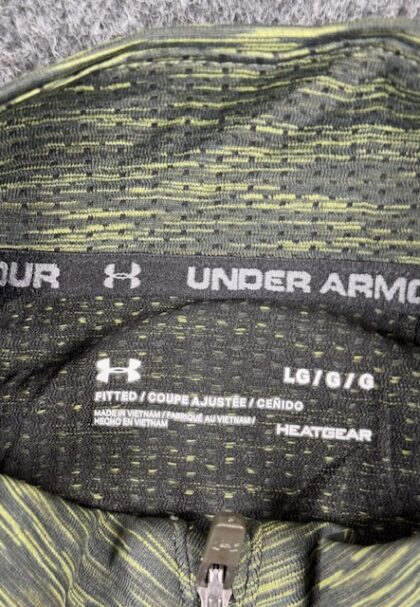 OUR UNDER ARMO
LG/G/G
FITTED / COUPE AJUSTÉE / CEÑIDO
MADE IN VIETNAM / FABRIQUÉ AU VIETNAM /
HECHO EN VIETNAM
HEATGEAR